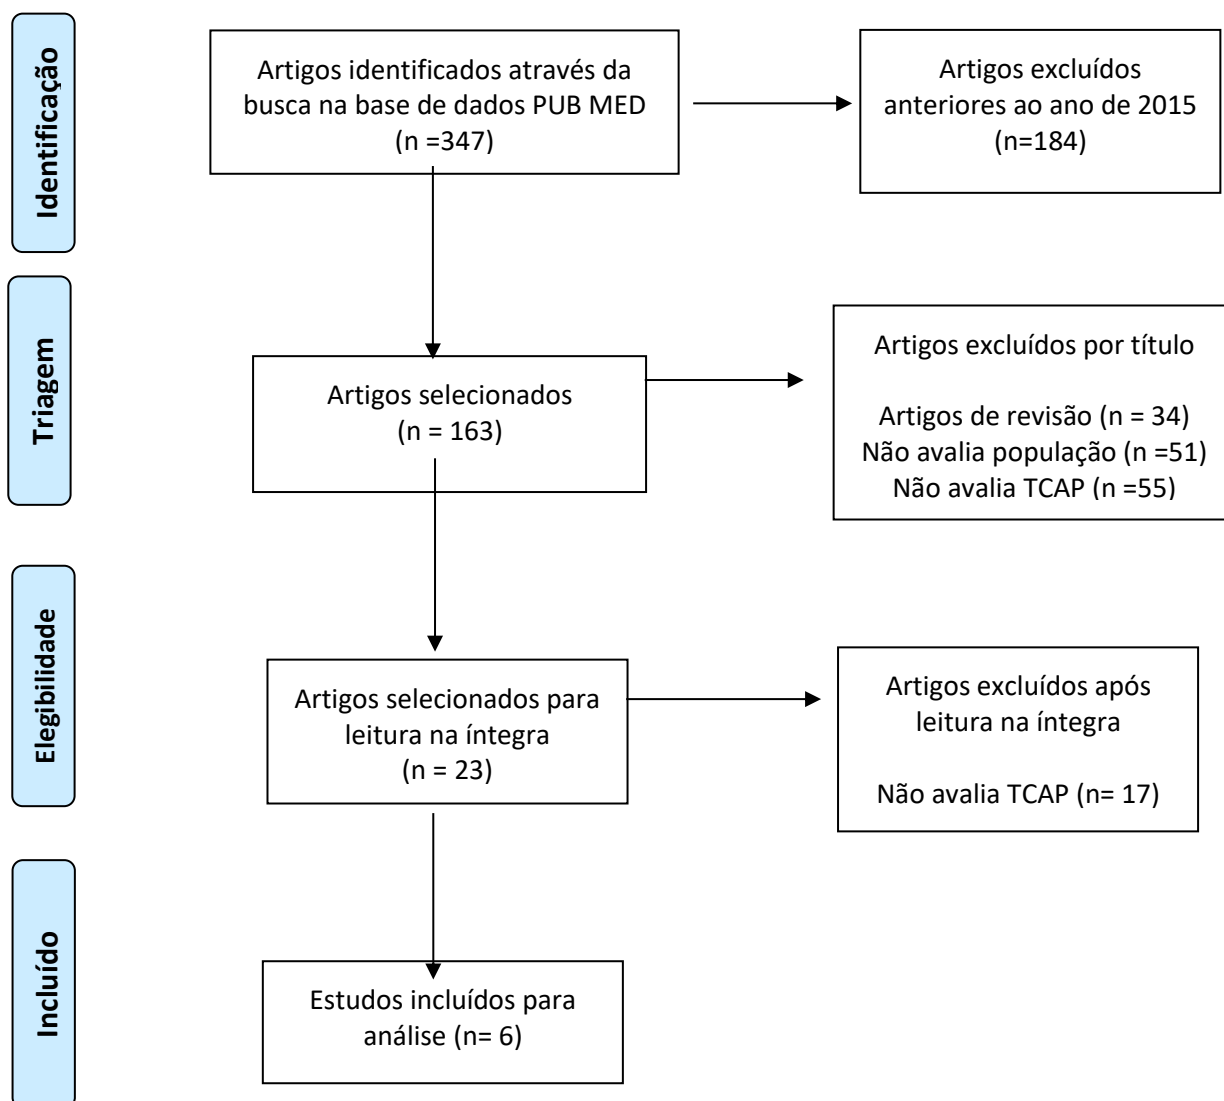 Identificação
Artigos identificados através da
busca na base de dados PUB MED
(n =347)
Artigos excluídos
anteriores ao ano de 2015
(n=184)
Triagem
Artigos selecionados
(n = 163)
Artigos excluídos por título
Artigos de revisão (n = 34)
Não avalia população (n =51)
Não avalia TCAP (n =55)
Elegibilidade
Artigos selecionados para
leitura na íntegra
(n = 23)
Artigos excluídos após
leitura na íntegra
Não avalia TCAP (n= 17)
Incluído
Estudos incluídos para
análise (n= 6)